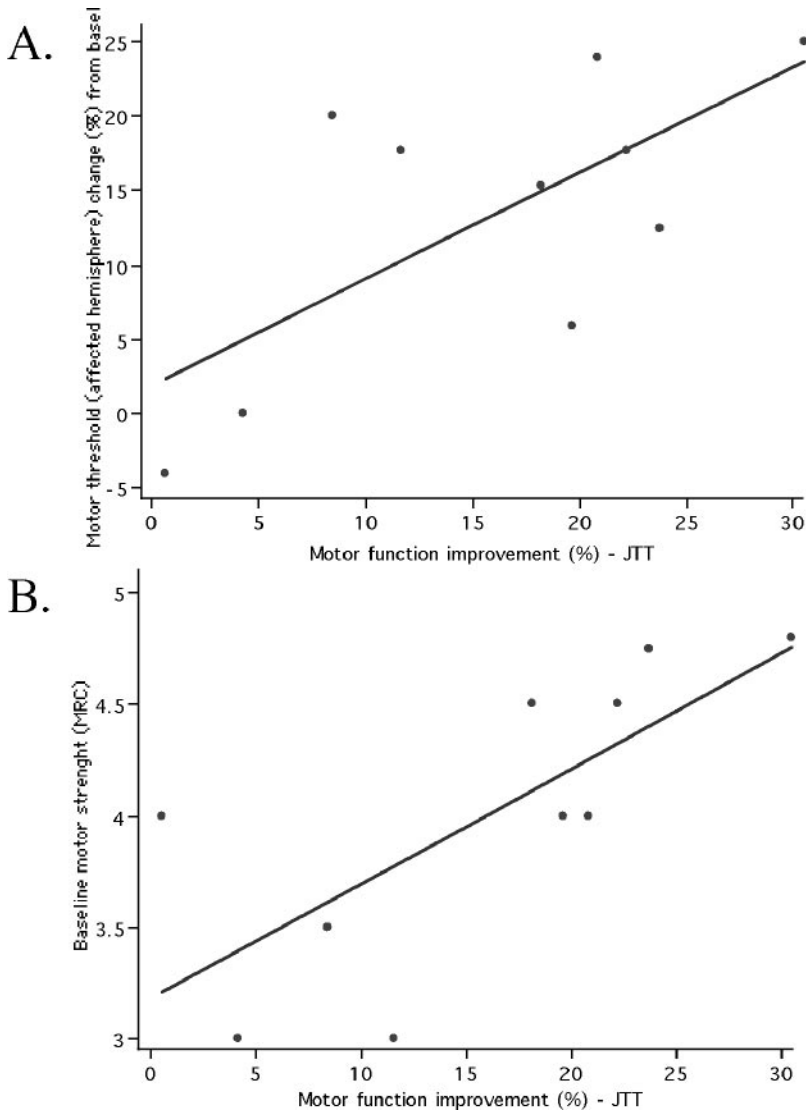 A.
Motor threshold (affected hemisphere) change (%) from basel
25
20
15
10
5
0
-5
0 5 10 15 20 25 30
Motor function improvement (%) - JTT
B.
Baseline motor strenght (MRC)
5
4.5
4
3.5
3
0 5 10 15 20 25 30
Motor function improvement (%) - JTT